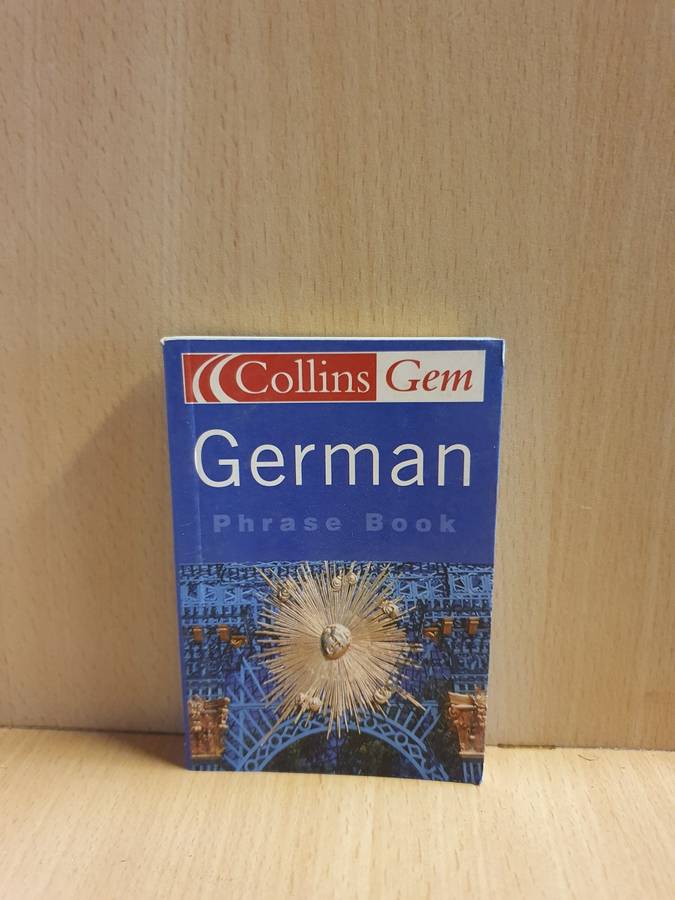 Collins Gem
German
Phrase Book